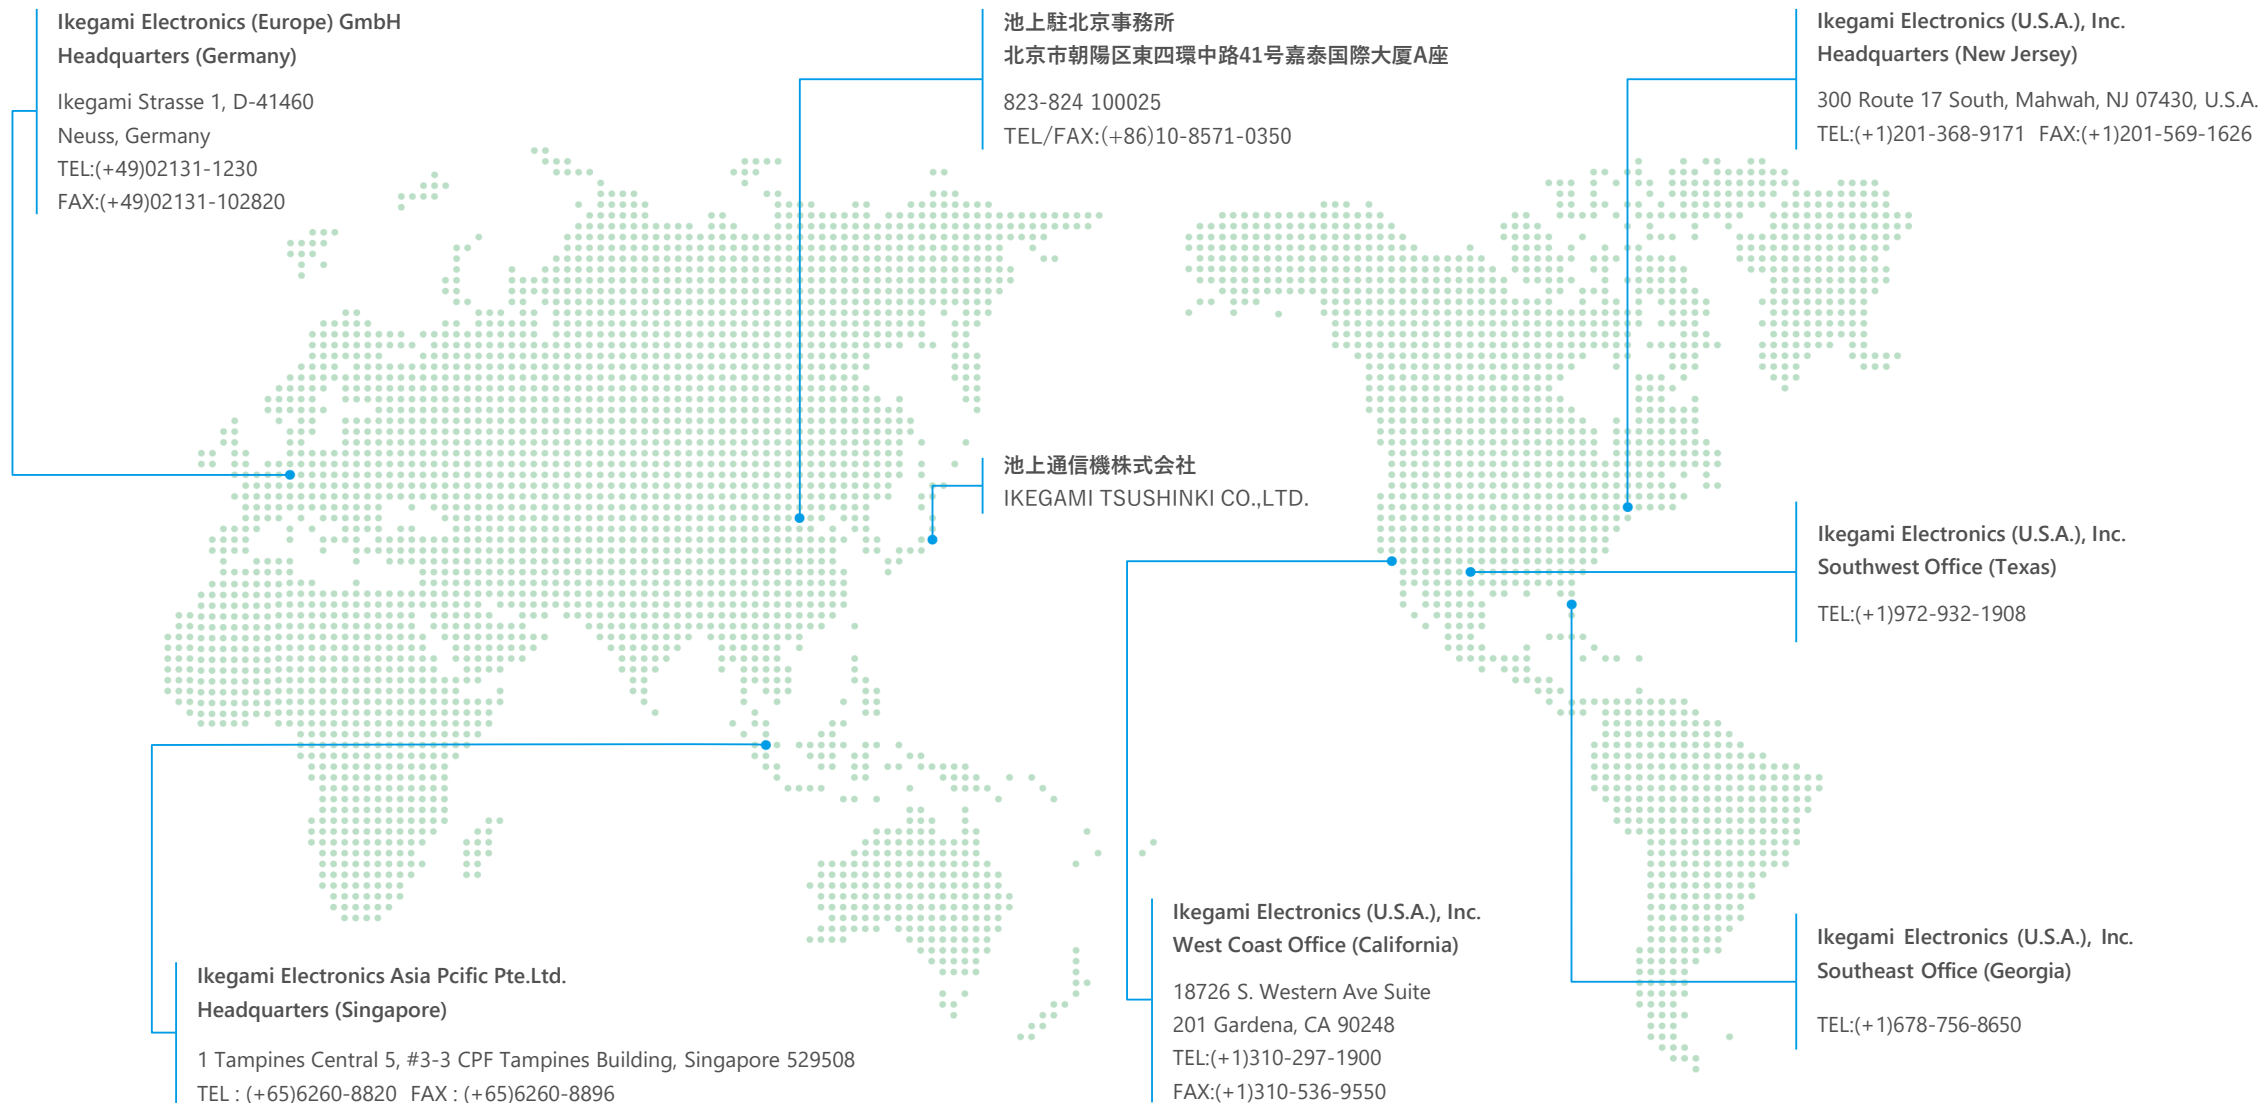 Ikegami Electronics (Europe) GmbH
Headquarters (Germany)
Ikegami Strasse 1, D-41460
Neuss, Germany
TEL:(+49)02131-1230
FAX:(+49)02131-102820
池上駐北京事務所
北京市朝陽区東四環中路41号嘉泰国際大厦A座
823-824 100025
TEL/FAX:(+86)10-8571-0350
Ikegami Electronics (U.S.A.), Inc.
Headquarters (New Jersey)
300 Route 17 South, Mahwah, NJ 07430, U.S.A.
TEL:(+1)201-368-9171 FAX:(+1)201-569-1626
池上通信機株式会社
IKEGAMI TSUSHINKI CO.,LTD.
Ikegami Electronics (U.S.A.), Inc.
Southwest Office (Texas)
TEL:(+1)972-932-1908
Ikegami Electronics Asia Pcific Pte.Ltd.
Headquarters (Singapore)
1 Tampines Central 5, #3-3 CPF Tampines Building, Singapore 529508
TEL : (+65)6260-8820 FAX : (+65)6260-8896
Ikegami Electronics (U.S.A.), Inc.
West Coast Office (California)
18726 S. Western Ave Suite
201 Gardena, CA 90248
TEL:(+1)310-297-1900
FAX:(+1)310-536-9550
Ikegami Electronics (U.S.A.), Inc.
Southeast Office (Georgia)
TEL:(+1)678-756-8650